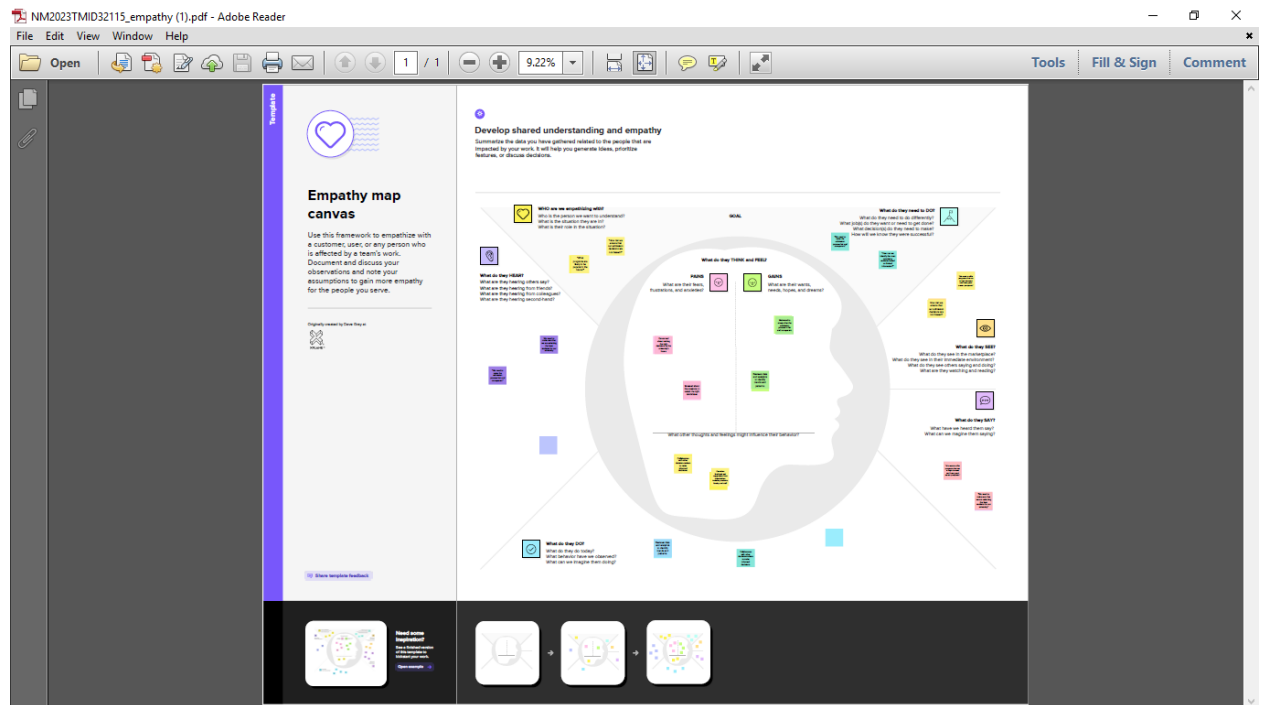 NM2023TMID32115_empathy (1).pdf - Adobe Reader
File Edit View Window Help
Open
1 / 1
9.22%
Tools
Fill & Sign
Comment
Template
Empathy map
canvas
Use this framework to empathize with
a customer, user, or any person who
is affected by a team's work.
Document and discuss your
observations and note your
assumptions to gain more empathy
for the people you serve.
Originally created by Dave Gray at
Share template feedback
Develop shared understanding and empathy
Summarize the data you have gathered related to the people that are
impacted by your work. It will help you generate ideas, prioritize
features, or discuss decisions.
WHO are we empathizing with?
Who is the person we want to understand?
What is the situation they are in?
What is their role in the situation?
GOAL
What do they need to DO?
What do they need to do differently?
What job(s) do they want or need to get done?
What decision(s) do they need to make?
How will we know they were successful?
What do they HEAR?
What are they hearing others say?
What are they hearing from friends?
What are they hearing from colleagues?
What are they hearing second-hand?
What do they THINK and FEEL?
PAINS
What are their fears,
frustrations, and anxieties?
GAINS
What are their wants,
needs, hopes, and dreams?
What do they SEE?
What do they see in the marketplace?
What do they see in their immediate environment?
What do they see others saying and doing?
What are they watching and reading?
What do they SAY?
What have we heard them say?
What can we imagine them saying?
What other thoughts and feelings might influence their behavior?
What do they DO?
What do they do today?
What behavior have we observed?
What can we imagine them doing?
Need some
inspiration?
See a finished version
of this template to
kickstart your work.
Open example